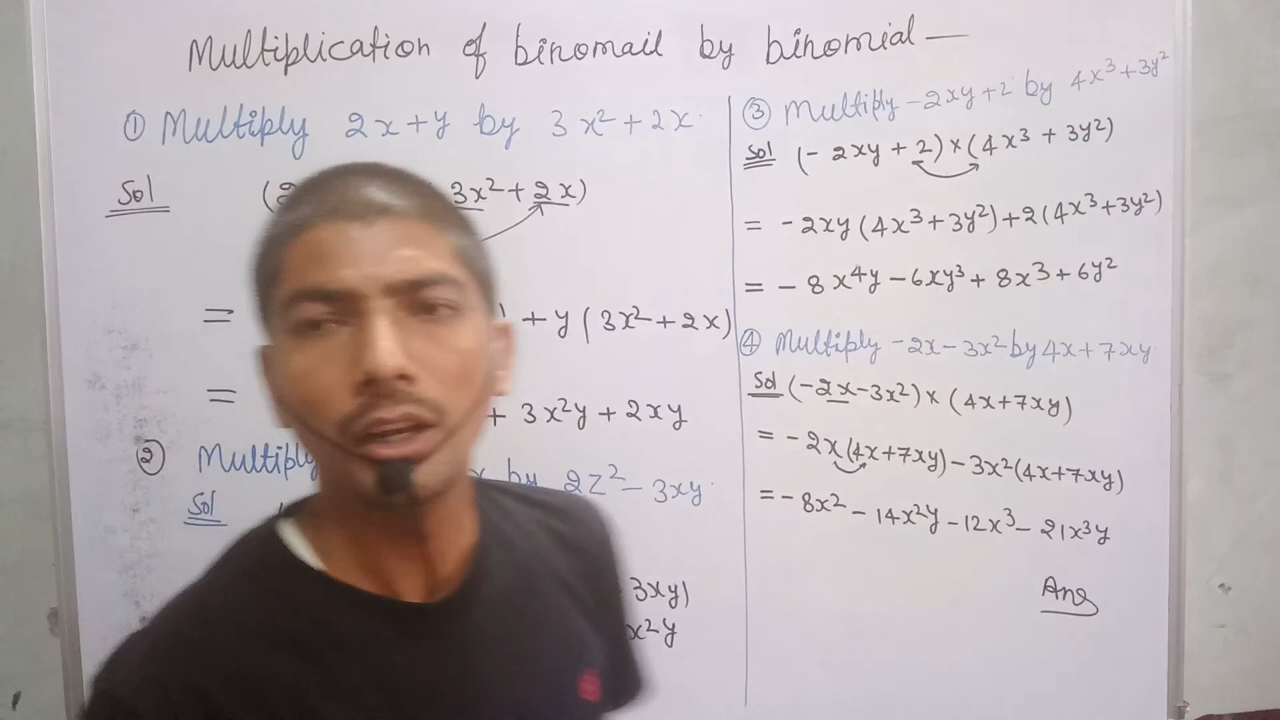 Multiplication of binomail by binomial —
① Multiply 2x+y by 3x²+2x.
Sol (2 3x²+2x)
= ) + y (3x²+2x)
= + 3x²y + 2xy
② Multiply x by 2z² - 3xy.
Sol (
3xy)
x²y
③ Multiply -2xy+2 by 4x³+3y²
Sol (- 2xy + 2) × (4x³ + 3y²)
= - 2xy (4x³+3y²) + 2(4x³+3y²)
= - 8x⁴y - 6xy³ + 8x³ + 6y²
④ Multiply -2x-3x² by 4x+7xy
Sol (-2x-3x²) × (4x+7xy)
= -2x(4x+7xy) - 3x²(4x+7xy)
= - 8x² - 14x²y - 12x³ - 21x³y
Ans